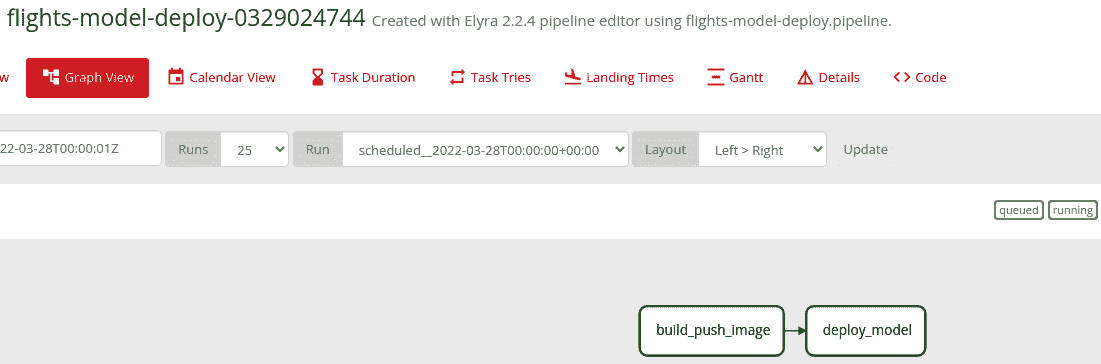 flights-model-deploy-0329024744 Created with Elyra 2.2.4 pipeline editor using flights-model-deploy.pipeline.
w Graph View Calendar View Task Duration Task Tries Landing Times Gantt Details <> Code
22-03-28T00:00:01Z Runs 25 Run scheduled__2022-03-28T00:00:00+00:00 Layout Left > Right Update
queued running
build_push_image deploy_model